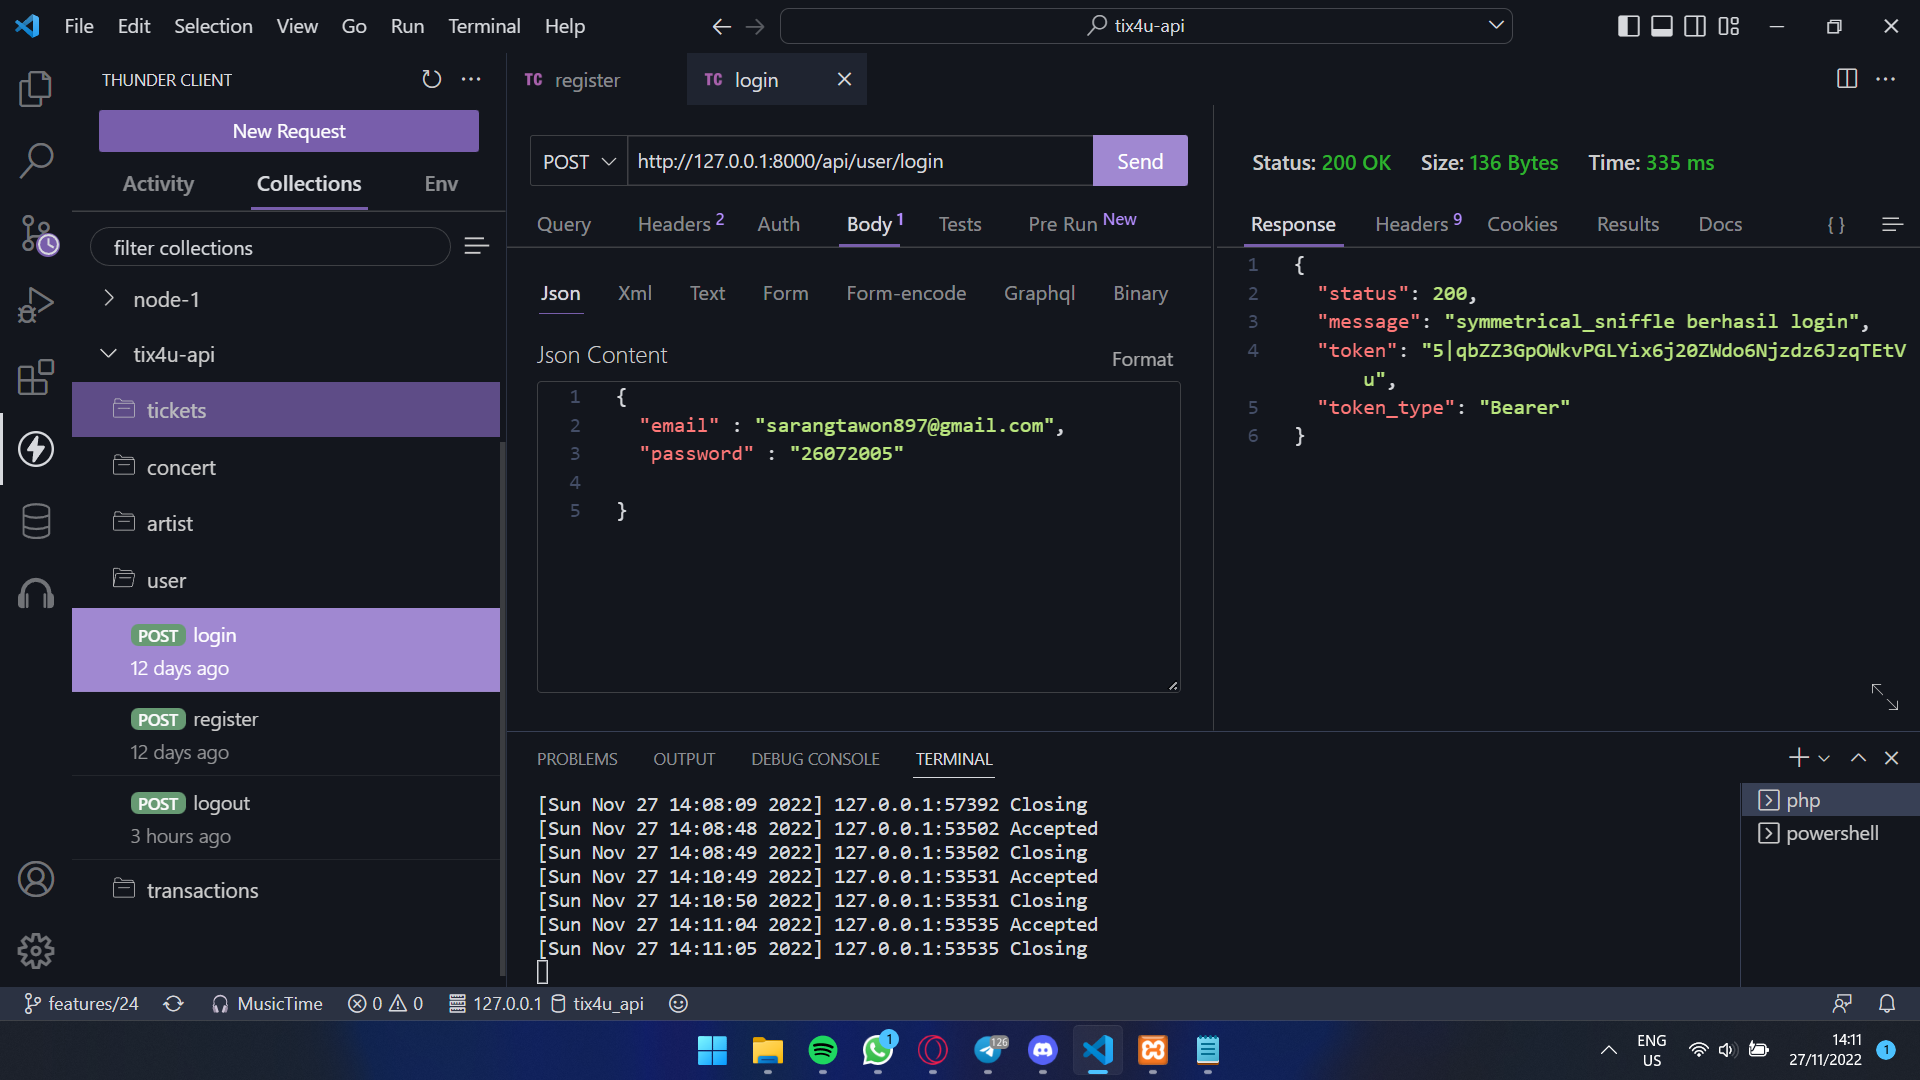 File Edit Selection View Go Run Terminal Help
tix4u-api
THUNDER CLIENT
New Request
Activity Collections Env
filter collections
node-1
tix4u-api
tickets
concert
artist
user
POST login
12 days ago
POST register
12 days ago
POST logout
3 hours ago
transactions
TC register
TC login
POST http://127.0.0.1:8000/api/user/login Send
Query Headers 2 Auth Body 1 Tests Pre Run New
Json Xml Text Form Form-encode Graphql Binary
Json Content
Format
1 {
2 "email" : "sarangtawon897@gmail.com",
3 "password" : "26072005"
4
5 }
Status: 200 OK Size: 136 Bytes Time: 335 ms
Response Headers 9 Cookies Results Docs { }
1 {
2 "status": 200,
3 "message": "symmetrical_sniffle berhasil login",
4 "token": "5|qbZZ3GpOWkvPGLYix6j20ZWdo6Njzdz6JzqTEtV
u",
5 "token_type": "Bearer"
6 }
PROBLEMS OUTPUT DEBUG CONSOLE TERMINAL
[Sun Nov 27 14:08:09 2022] 127.0.0.1:57392 Closing
[Sun Nov 27 14:08:48 2022] 127.0.0.1:53502 Accepted
[Sun Nov 27 14:08:49 2022] 127.0.0.1:53502 Closing
[Sun Nov 27 14:10:49 2022] 127.0.0.1:53531 Accepted
[Sun Nov 27 14:10:50 2022] 127.0.0.1:53531 Closing
[Sun Nov 27 14:11:04 2022] 127.0.0.1:53535 Accepted
[Sun Nov 27 14:11:05 2022] 127.0.0.1:53535 Closing
php
powershell
features/24 MusicTime 0 0 127.0.0.1 tix4u_api
1
126
ENG
US
14:11
27/11/2022
1